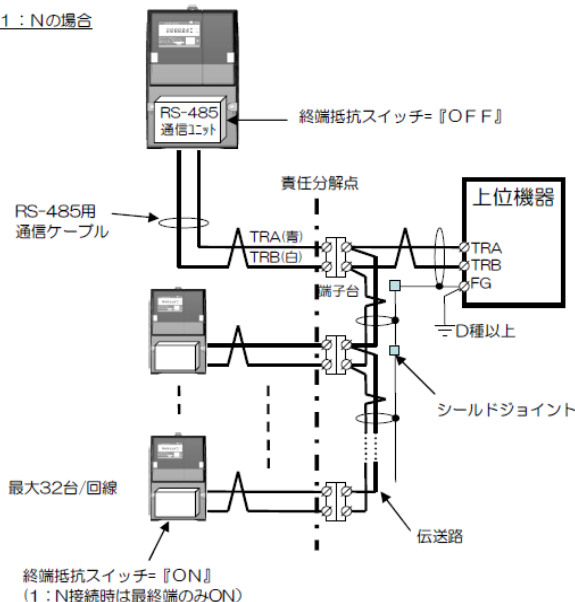 1：Nの場合
RS-485
通信ﾕﾆｯﾄ
終端抵抗スイッチ=『OFF』
責任分解点
上位機器
RS-485用
通信ケーブル
TRA(青)
TRB(白)
TRA
TRB
FG
端子台
D種以上
シールドジョイント
最大32台/回線
伝送路
終端抵抗スイッチ=『ON』
(1：N接続時は最終端のみON)